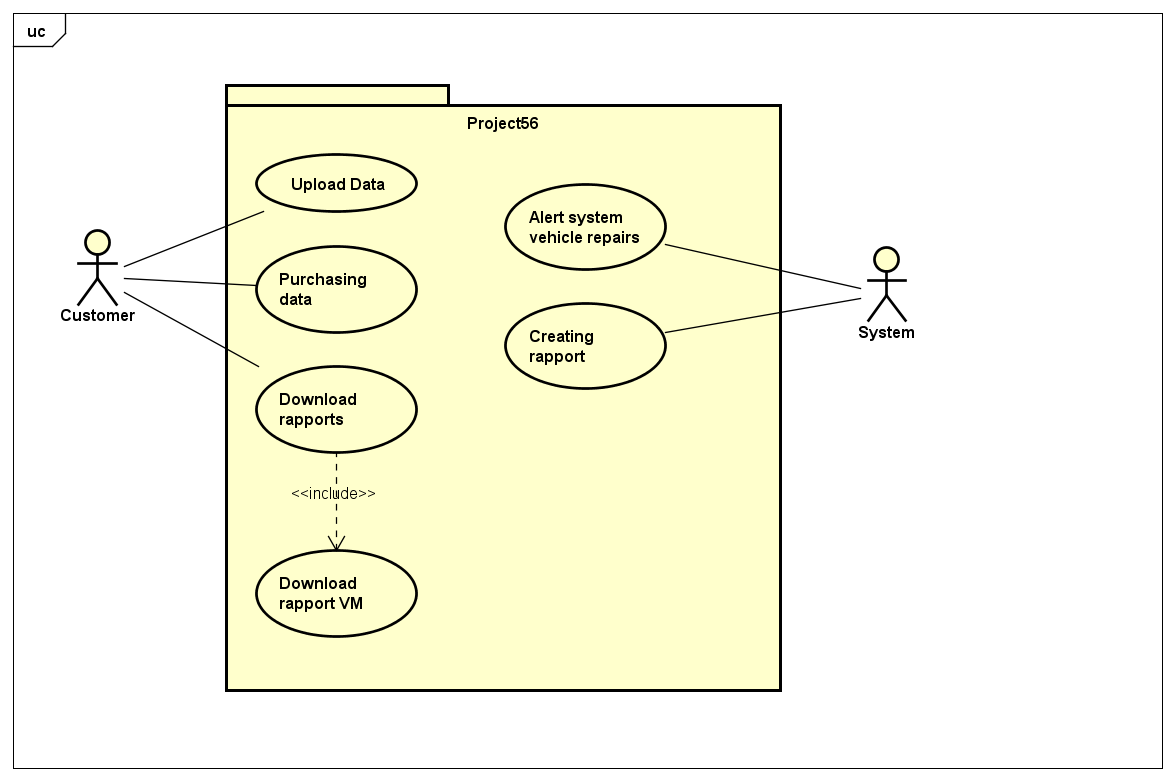 uc
Project56
Upload Data
Purchasing
data
Download
rapports
<<include>>
Download
rapport VM
Alert system
vehicle repairs
Creating
rapport
Customer
System